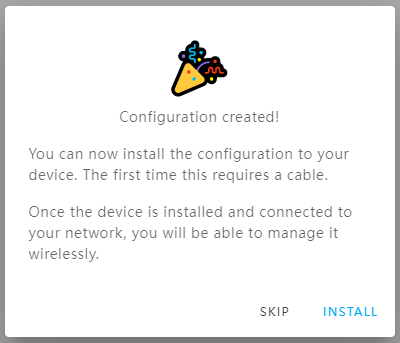 Configuration created!
You can now install the configuration to your
device. The first time this requires a cable.
Once the device is installed and connected to
your network, you will be able to manage it
wirelessly.
SKIP INSTALL